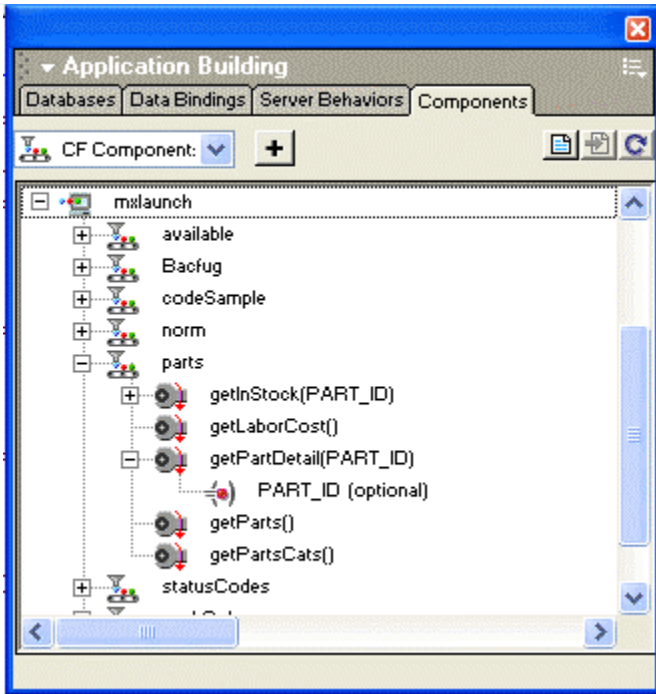 Application Building
Databases Data Bindings Server Behaviors Components
CF Component:
mxlaunch
available
Bacfug
codeSample
norm
parts
getInStock(PART_ID)
getLaborCost()
getPartDetail(PART_ID)
PART_ID (optional)
getParts()
getPartsCats()
statusCodes